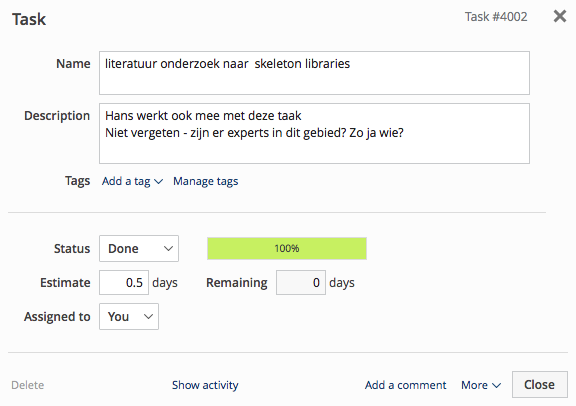 Task
Task #4002
Name
literatuur onderzoek naar skeleton libraries
Description
Hans werkt ook mee met deze taak
Niet vergeten - zijn er experts in dit gebied? Zo ja wie?
Tags Add a tag Manage tags
Status Done 100%
Estimate 0.5 days Remaining 0 days
Assigned to You
Delete Show activity Add a comment More Close